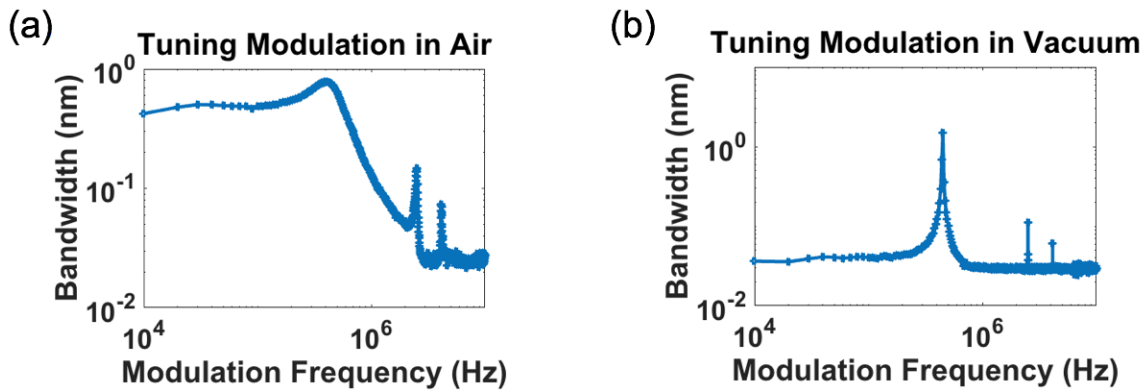 (a)
Tuning Modulation in Air
10^0
10^-1
10^-2
Bandwidth (nm)
10^4
10^6
Modulation Frequency (Hz)
(b)
Tuning Modulation in Vacuum
10^0
10^-2
Bandwidth (nm)
10^4
10^6
Modulation Frequency (Hz)